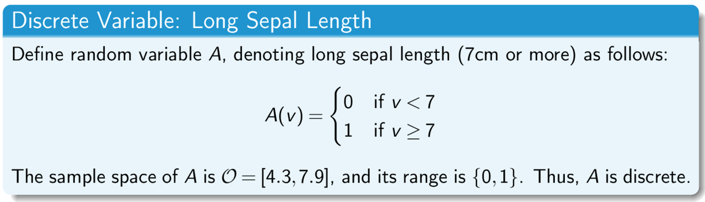 Discrete Variable: Long Sepal Length
Define random variable A, denoting long sepal length (7cm or more) as follows:
A(v) = {0 if v < 7
1 if v ≥ 7
The sample space of A is 𝒪 = [4.3, 7.9], and its range is {0, 1}. Thus, A is discrete.